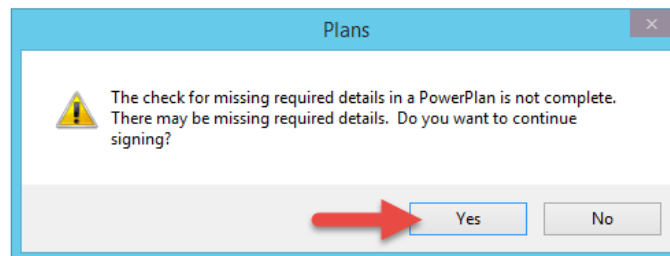 Plans
The check for missing required details in a PowerPlan is not complete.
There may be missing required details.  Do you want to continue
signing?
Yes
No